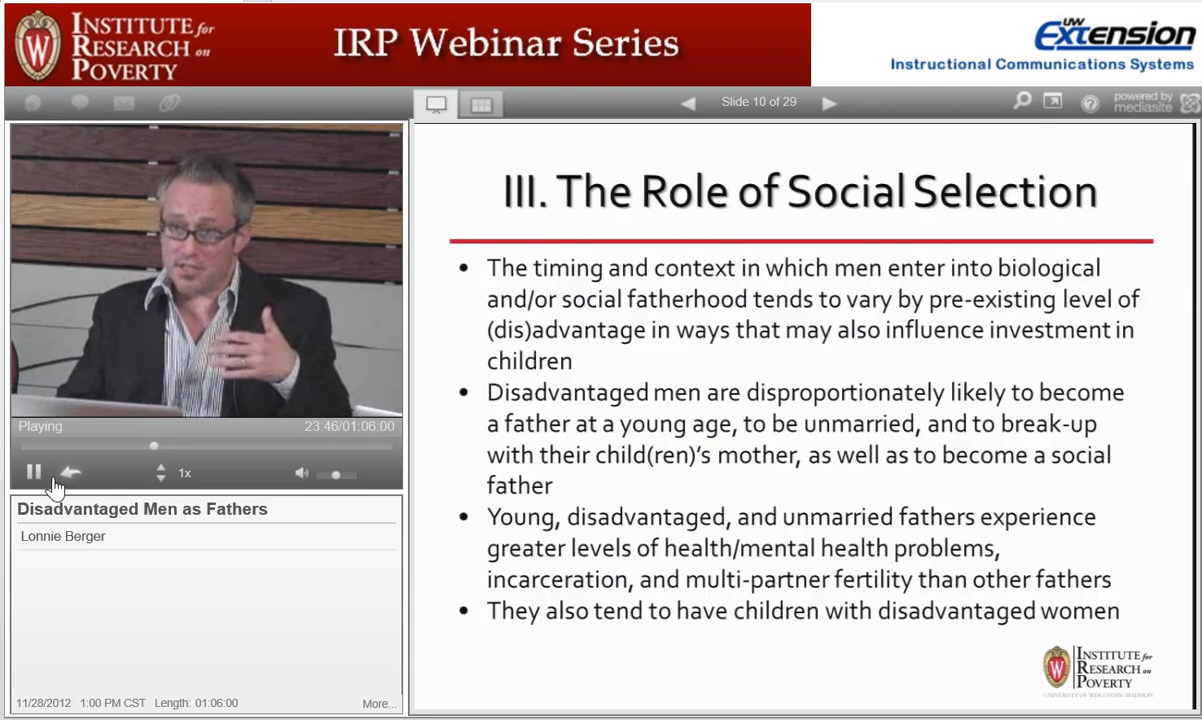 INSTITUTE for
RESEARCH on
POVERTY
IRP Webinar Series
UW
Extension
Instructional Communications Systems
Slide 10 of 29
powered by
mediasite
Playing
23:46/01:06:00
1x
Disadvantaged Men as Fathers
Lonnie Berger
11/28/2012 1:00 PM CST Length: 01:06:00
More...
III. The Role of Social Selection
• The timing and context in which men enter into biological
and/or social fatherhood tends to vary by pre-existing level of
(dis)advantage in ways that may also influence investment in
children
• Disadvantaged men are disproportionately likely to become
a father at a young age, to be unmarried, and to break-up
with their child(ren)'s mother, as well as to become a social
father
• Young, disadvantaged, and unmarried fathers experience
greater levels of health/mental health problems,
incarceration, and multi-partner fertility than other fathers
• They also tend to have children with disadvantaged women
INSTITUTE for
RESEARCH on
POVERTY
UNIVERSITY OF WISCONSIN-MADISON